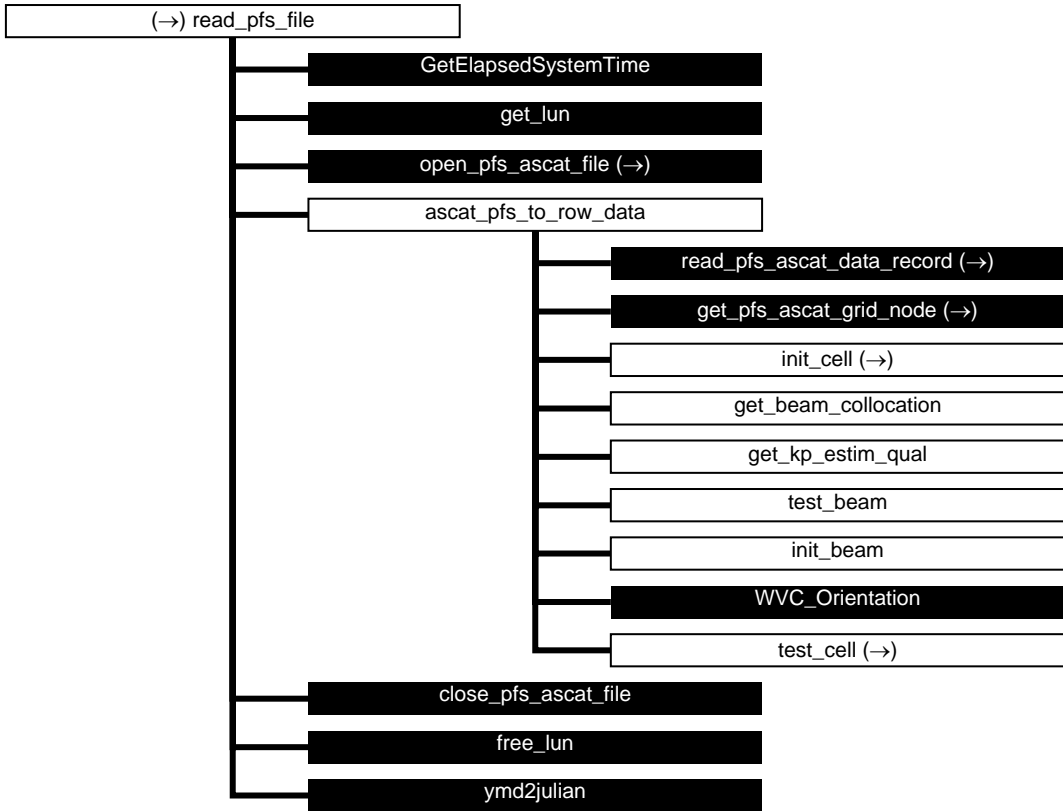 (→) read_pfs_file
GetElapsedSystemTime
get_lun
open_pfs_ascat_file (→)
ascat_pfs_to_row_data
read_pfs_ascat_data_record (→)
get_pfs_ascat_grid_node (→)
init_cell (→)
get_beam_collocation
get_kp_estim_qual
test_beam
init_beam
WVC_Orientation
test_cell (→)
close_pfs_ascat_file
free_lun
ymd2julian